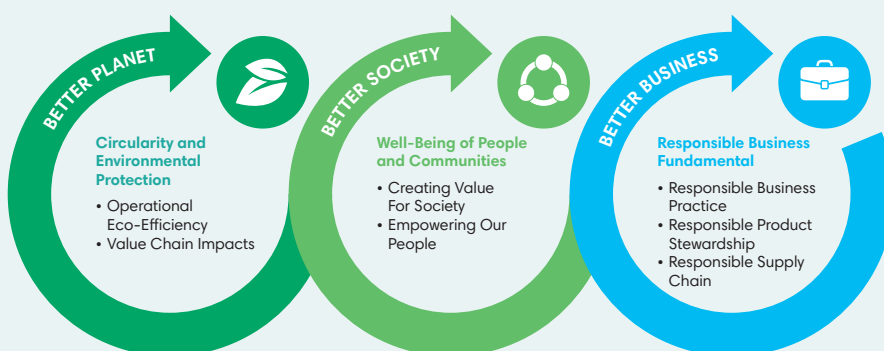 BETTER PLANET
Circularity and
Environmental
Protection
• Operational
Eco-Efficiency
• Value Chain Impacts
BETTER SOCIETY
Well-Being of People
and Communities
• Creating Value
For Society
• Empowering Our
People
BETTER BUSINESS
Responsible Business
Fundamental
• Responsible Business
Practice
• Responsible Product
Stewardship
• Responsible Supply
Chain